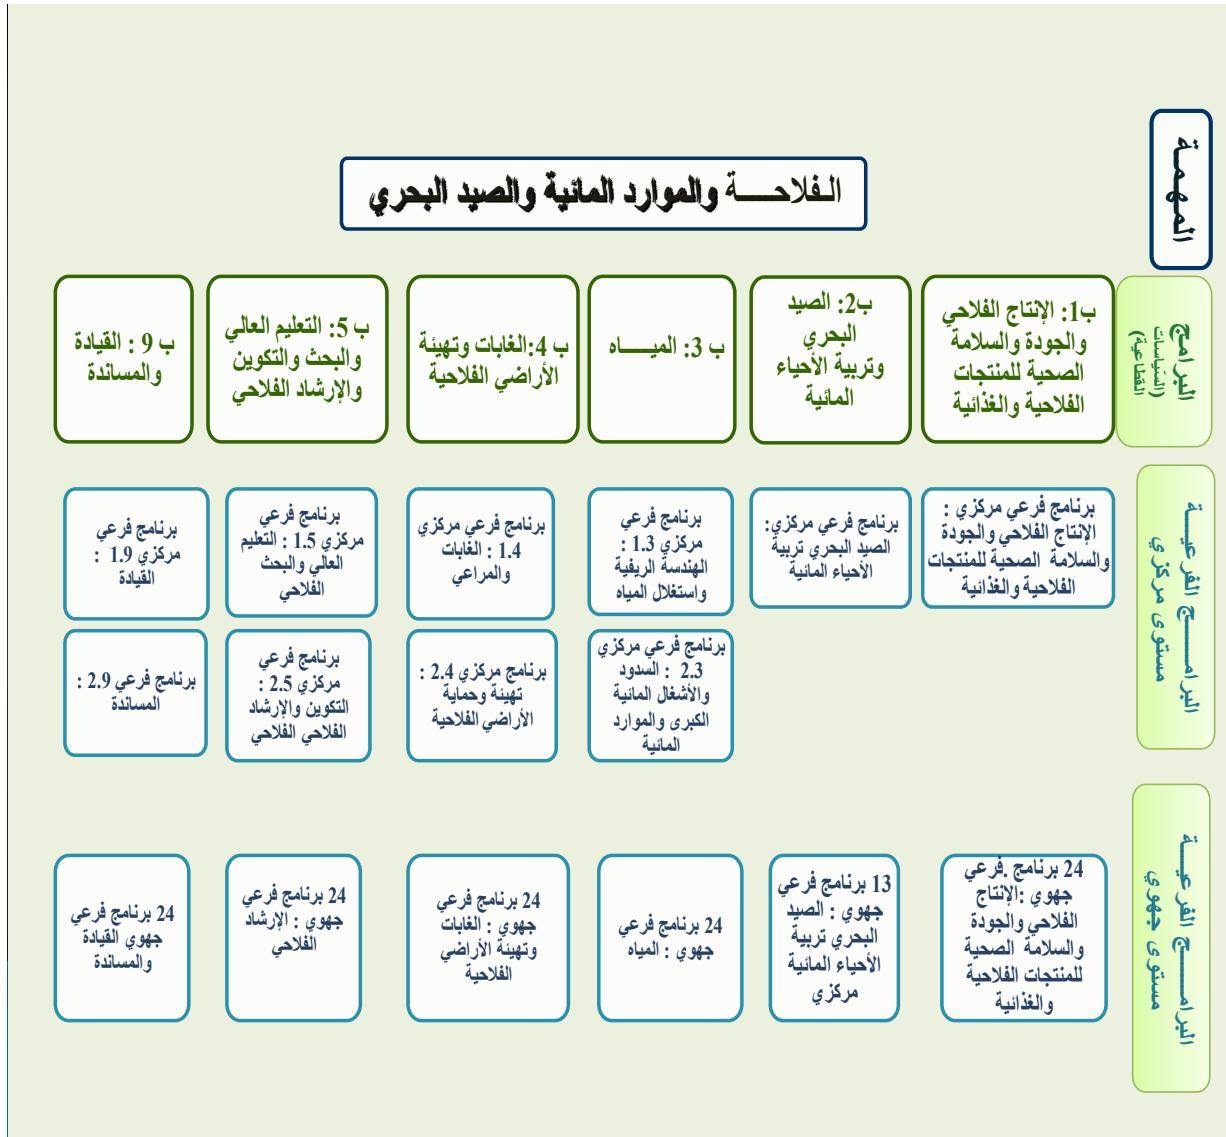 المهمة
الفلاحـــــة والموارد المائية والصيد البحري
البرامج
(السياسات
القطاعية)
ب1: الإنتاج الفلاحي
والجودة والسلامة
الصحية للمنتجات
الفلاحية والغذائية
ب2: الصيد
البحري
وتربية الأحياء
المائية
ب 3: الميـــــاه
ب 4:الغابات وتهيئة
الأراضي الفلاحية
ب 5: التعليم العالي
والبحث والتكوين
والإرشاد الفلاحي
ب 9 : القيادة
والمساندة
البرامـــــج الفرعيـــــة
مستوى مركزي
برنامج فرعي مركزي :
الإنتاج الفلاحي والجودة
والسلامة الصحية للمنتجات
الفلاحية والغذائية
برنامج فرعي مركزي:
الصيد البحري تربية
الأحياء المائية
برنامج فرعي
مركزي 1.3 :
الهندسة الريفية
واستغلال المياه
برنامج فرعي مركزي
1.4 : الغابات
والمراعي
برنامج فرعي
مركزي 1.5 : التعليم
العالي والبحث
الفلاحي
برنامج فرعي
مركزي 1.9 :
القيادة
برنامج فرعي مركزي
2.3 : السدود
والأشغال المائية
الكبرى والموارد
المائية
برنامج مركزي 2.4 :
تهيئة وحماية
الأراضي الفلاحية
برنامج فرعي
مركزي 2.5 :
التكوين والإرشاد
الفلاحي الفلاحي
برنامج فرعي 2.9 :
المساندة
البرامـــــج الفرعيـــــة
مستوى جهوي
24 برنامج .فرعي
جهوي :الإنتاج
الفلاحي والجودة
والسلامة الصحية
للمنتجات الفلاحية
والغذائية
13 برنامج فرعي
جهوي : الصيد
البحري تربية
الأحياء المائية
مركزي
24 برنامج فرعي
جهوي : المياه
24 برنامج فرعي
جهوي : الغابات
وتهيئة الأراضي
الفلاحية
24 برنامج فرعي
جهوي : الإرشاد
الفلاحي
24 برنامج فرعي
جهوي القيادة
والمساندة